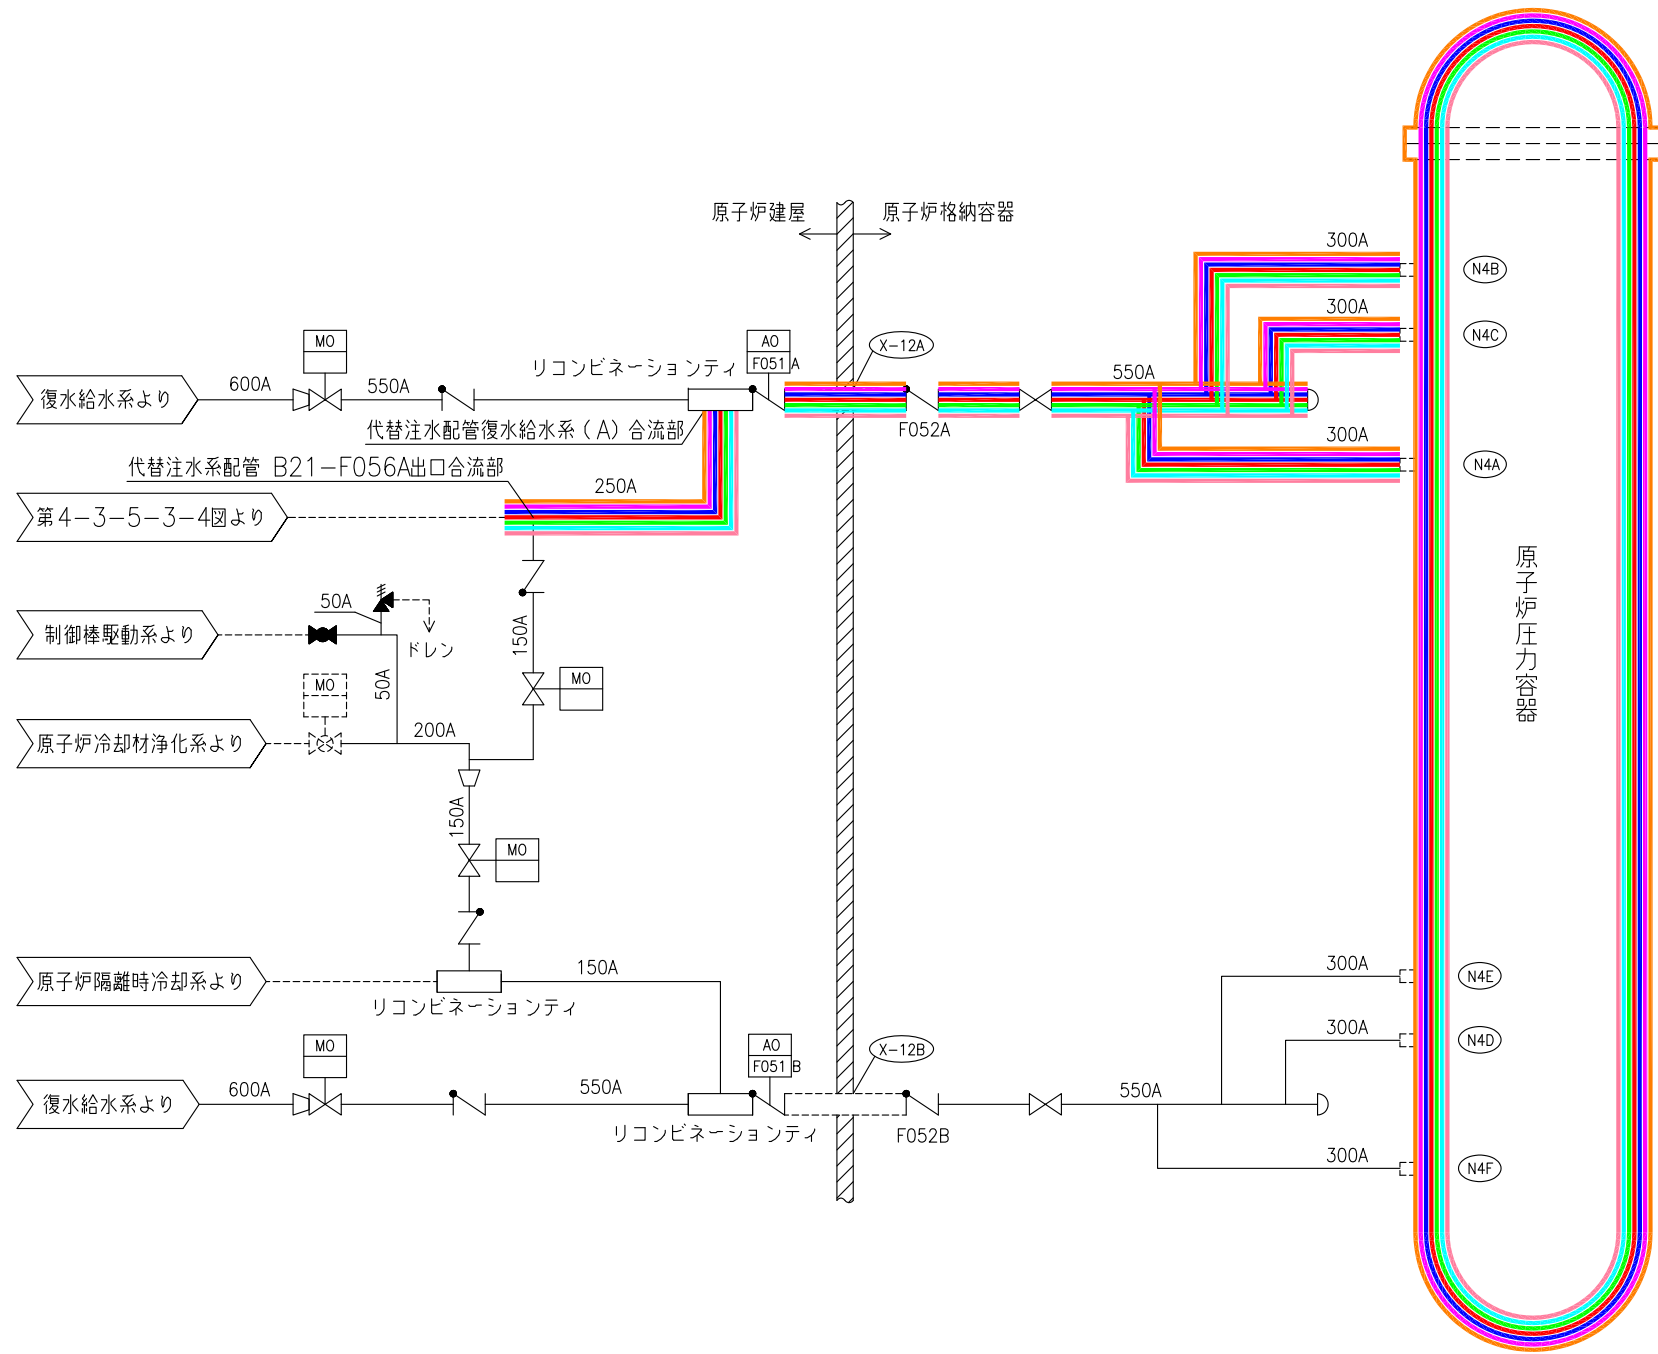 原子炉建屋
原子炉格納容器
300A
N4B
300A
N4C
MO
AO
F051A
X-12A
リコンビネーションティ
600A
550A
550A
復水給水系より
代替注水配管復水給水系(A)合流部
F052A
300A
N4A
代替注水系配管 B21-F056A出口合流部
250A
第4-3-5-3-4図より
原子炉圧力容器
50A
制御棒駆動系より
ドレン
150A
50A
MO
MO
原子炉冷却材浄化系より
200A
150A
MO
原子炉隔離時冷却系より
150A
リコンビネーションティ
300A
N4E
300A
N4D
MO
AO
F051B
X-12B
600A
550A
550A
復水給水系より
リコンビネーションティ
F052B
300A
N4F